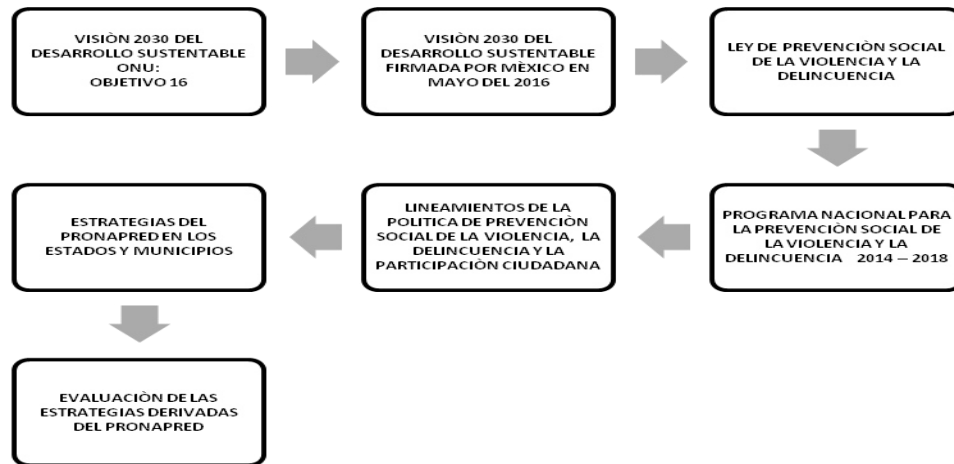 VISIÒN 2030 DEL
DESARROLLO SUSTENTABLE
ONU:
OBJETIVO 16
VISIÒN 2030 DEL
DESARROLLO SUSTENTABLE
FIRMADA POR MÈXICO EN
MAYO DEL 2016
LEY DE PREVENCIÒN SOCIAL
DE LA VIOLENCIA Y LA
DELINCUENCIA
PROGRAMA NACIONAL PARA
LA PREVENCIÒN SOCIAL DE
LA VIOLENCIA Y LA
DELINCUENCIA 2014 – 2018
LINEAMIENTOS DE LA
POLITICA DE PREVENCIÒN
SOCIAL DE LA VIOLENCIA, LA
DELINCUENCIA Y LA
PARTICIPACIÒN CIUDADANA
ESTRATEGIAS DEL
PRONAPRED EN LOS
ESTADOS Y MUNICIPIOS
EVALUACIÒN DE LAS
ESTRATEGIAS DERIVADAS
DEL PRONAPRED